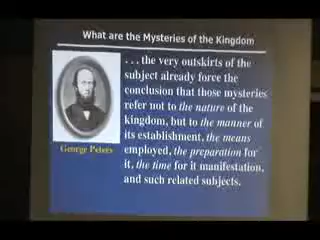 What are the Mysteries of the Kingdom
. . . the very outskirts of the
subject already force the
conclusion that those mysteries
refer not to the nature of the
kingdom, but to the manner of
its establishment, the means
employed, the preparation for
it, the time for it manifestation,
and such related subjects.
George Peters